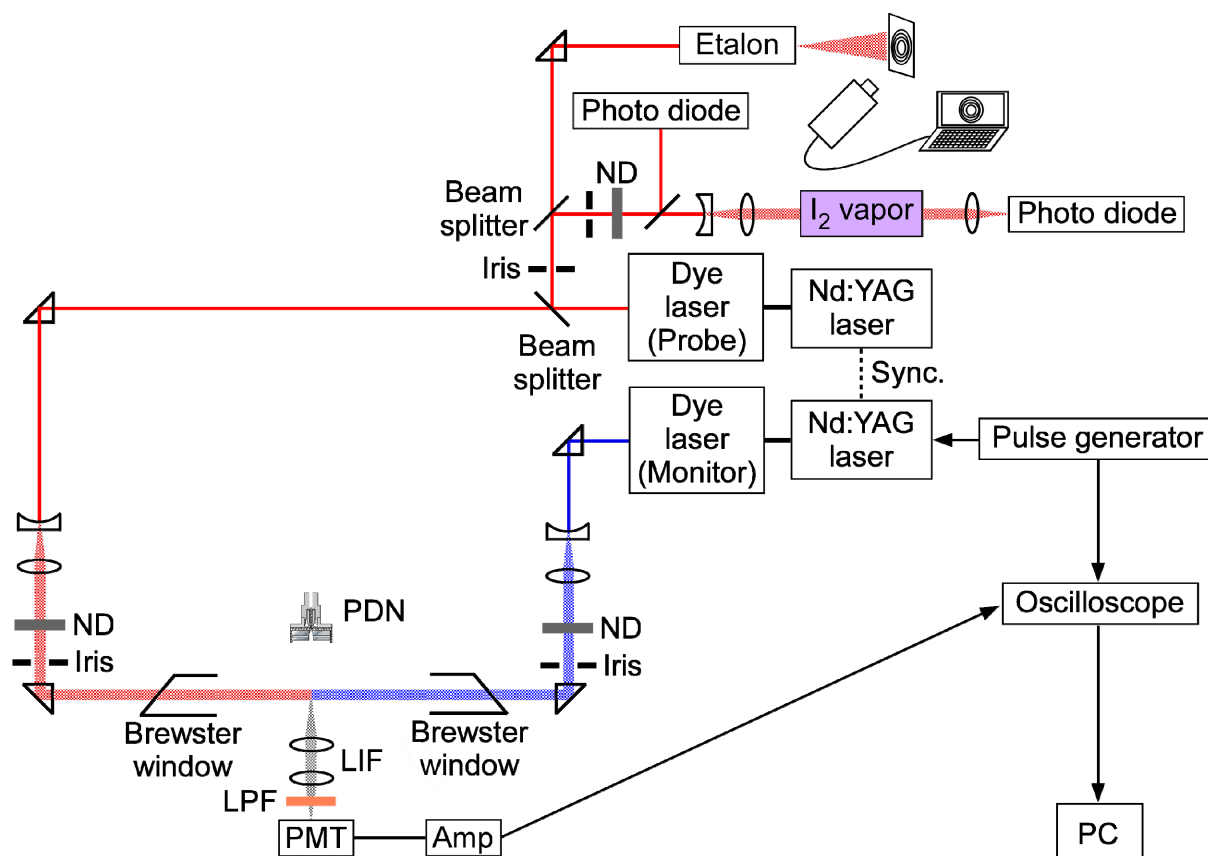 Etalon
Photo diode
ND
Beam
splitter
I₂ vapor
Photo diode
Iris
Dye
laser
(Probe)
Nd:YAG
laser
Beam
splitter
Sync.
Dye
laser
(Monitor)
Nd:YAG
laser
Pulse generator
Oscilloscope
PDN
ND
ND
Iris
Iris
Brewster
window
Brewster
window
LIF
LPF
PMT
Amp
PC